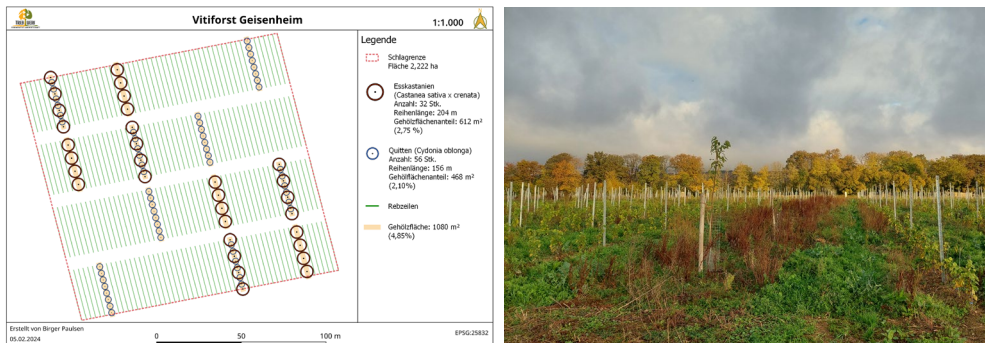 Vitiforst Geisenheim
1:1.000
Legende
Schlagrenze
Fläche 2,222 ha
Esskastanien
(Castanea sativa x crenata)
Anzahl: 32 Stk.
Reihenlänge: 204 m
Gehölzflächenanteil: 612 m²
(2,75 %)
Quitten (Cydonia oblonga)
Anzahl: 56 Stk.
Reihenlänge: 156 m
Gehölflächenanteil: 468 m²
(2,10%)
Rebzeilen
Gehölzfläche: 1080 m²
(4,85%)
Erstellt von Birger Paulsen
05.02.2024
0 50 100 m
EPSG:25832